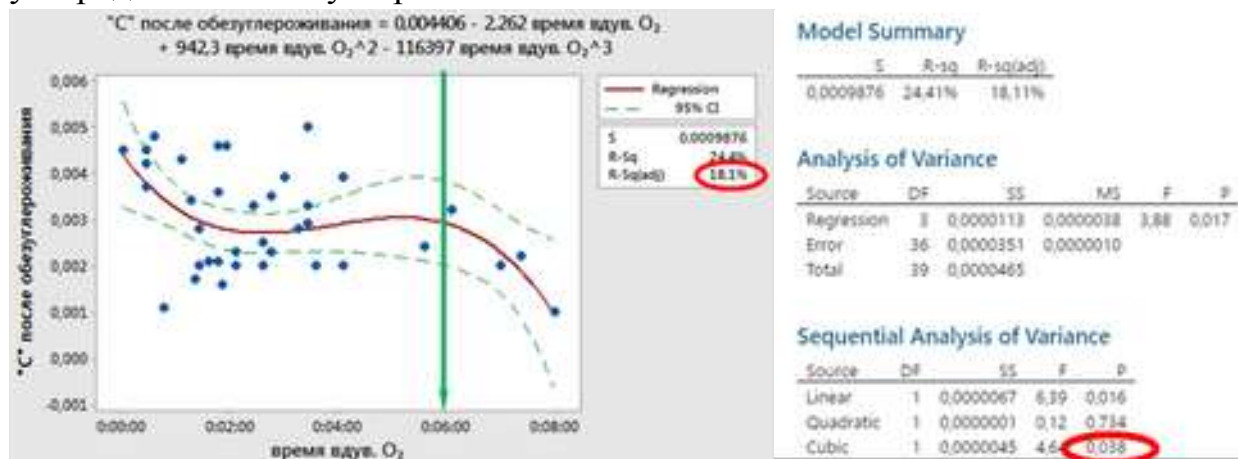 "C" после обезуглероживания = 0,004406 - 2,262 время вдув. O₂
+ 942,3 время вдув. O₂^2 - 116397 время вдув. O₂^3
"C" после обезуглероживания
0,006
0,005
0,004
0,003
0,002
0,001
0,000
-0,001
0:00:00 0:02:00 0:04:00 0:06:00 0:08:00
время вдув. O₂
Regression
95% CI
S 0,0009876
R-Sq 24,4%
R-Sq(adj) 18,1%
Model Summary
S R-sq R-sq(adj)
0,0009876 24,41% 18,11%
Analysis of Variance
Source DF SS MS F P
Regression 3 0,0000113 0,0000038 3,88 0,017
Error 36 0,0000351 0,0000010
Total 39 0,0000465
Sequential Analysis of Variance
Source DF SS F P
Linear 1 0,0000067 6,39 0,016
Quadratic 1 0,0000001 0,12 0,734
Cubic 1 0,0000045 4,64 0,038